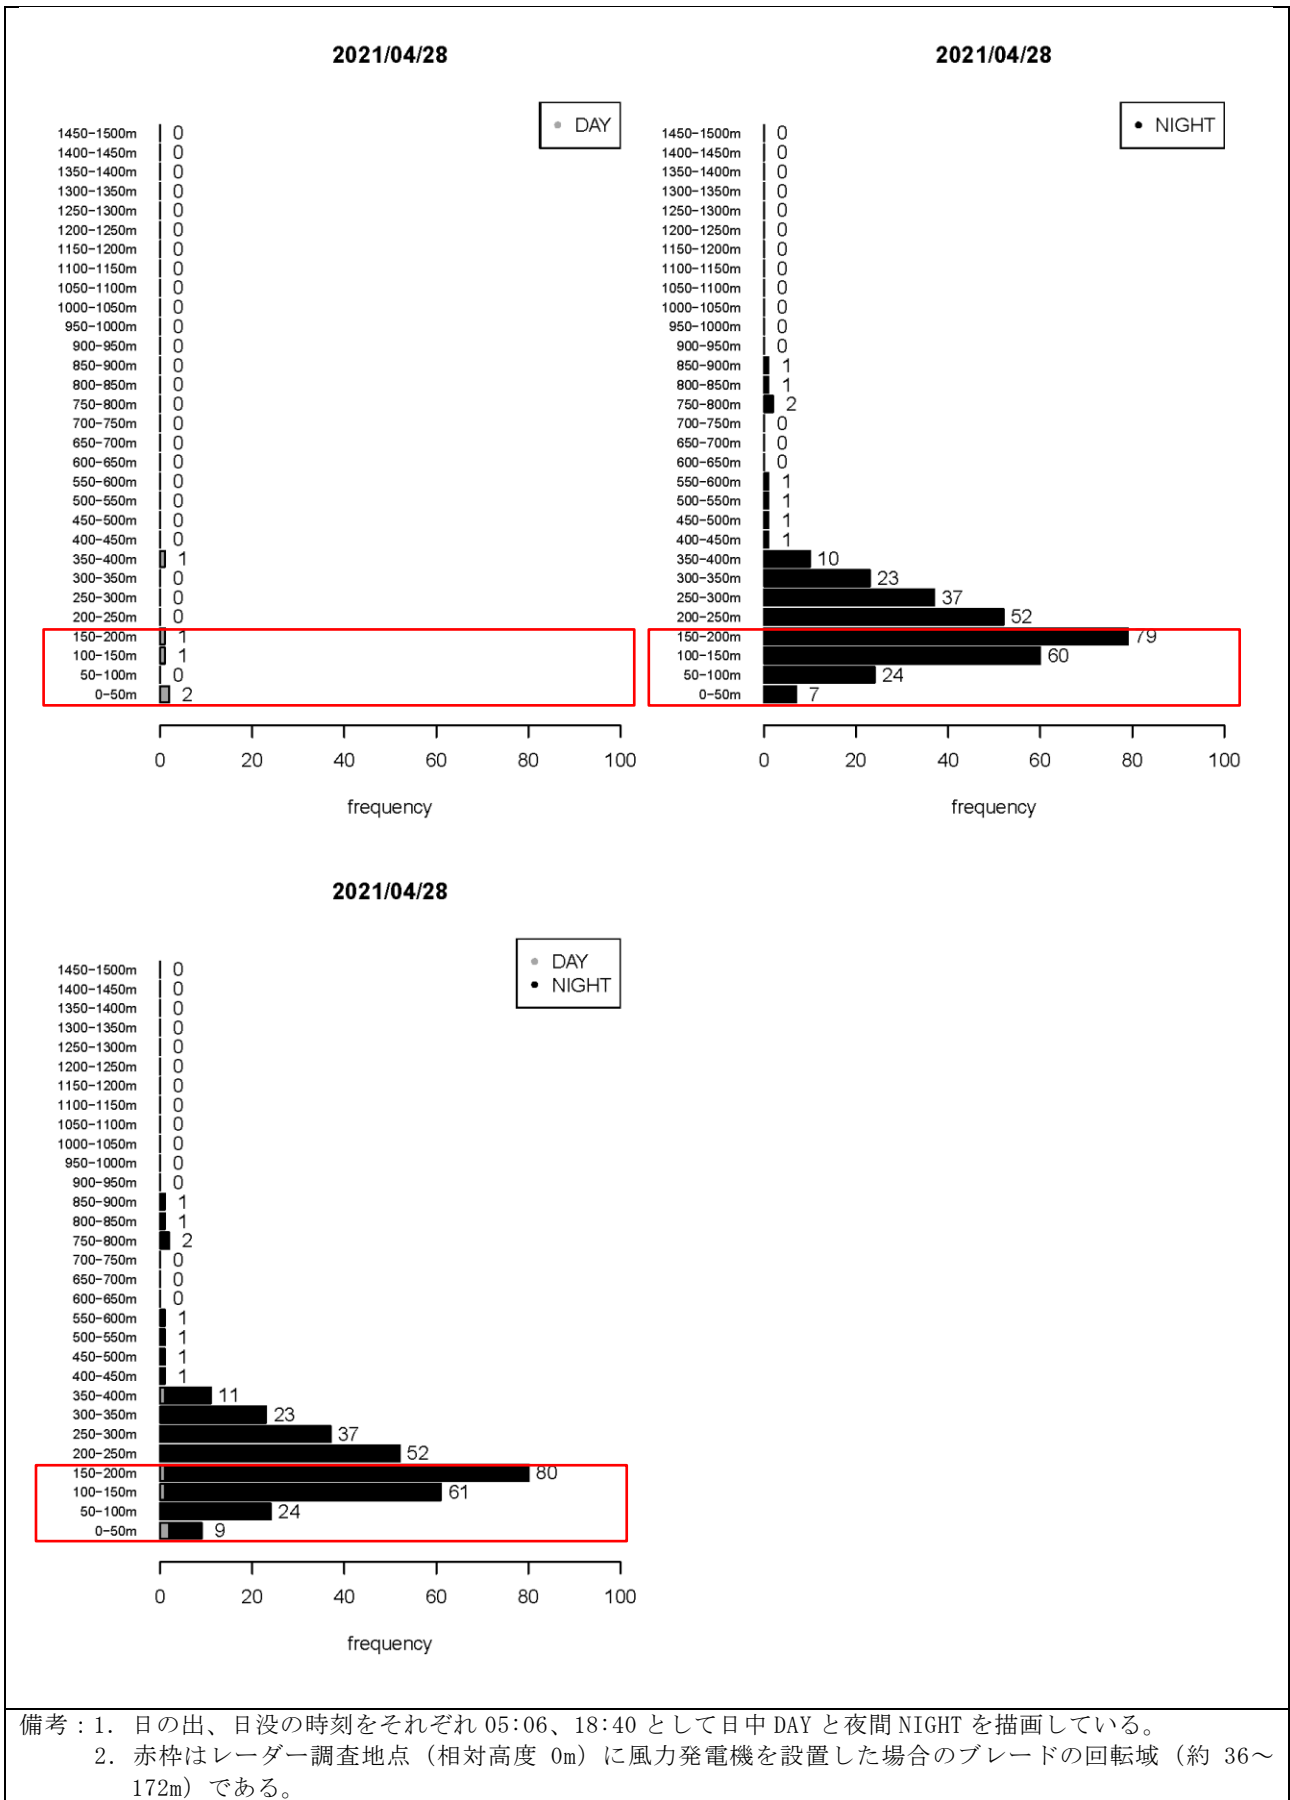 2021/04/28
DAY
1450-1500m 0
1400-1450m 0
1350-1400m 0
1300-1350m 0
1250-1300m 0
1200-1250m 0
1150-1200m 0
1100-1150m 0
1050-1100m 0
1000-1050m 0
950-1000m 0
900-950m 0
850-900m 0
800-850m 0
750-800m 0
700-750m 0
650-700m 0
600-650m 0
550-600m 0
500-550m 0
450-500m 0
400-450m 0
350-400m 1
300-350m 0
250-300m 0
200-250m 0
150-200m 1
100-150m 1
50-100m 0
0-50m 2
0 20 40 60 80 100
frequency
2021/04/28
NIGHT
1450-1500m 0
1400-1450m 0
1350-1400m 0
1300-1350m 0
1250-1300m 0
1200-1250m 0
1150-1200m 0
1100-1150m 0
1050-1100m 0
1000-1050m 0
950-1000m 0
900-950m 0
850-900m 1
800-850m 1
750-800m 2
700-750m 0
650-700m 0
600-650m 0
550-600m 1
500-550m 1
450-500m 1
400-450m 1
350-400m 10
300-350m 23
250-300m 37
200-250m 52
150-200m 79
100-150m 60
50-100m 24
0-50m 7
0 20 40 60 80 100
frequency
2021/04/28
DAY
NIGHT
1450-1500m 0
1400-1450m 0
1350-1400m 0
1300-1350m 0
1250-1300m 0
1200-1250m 0
1150-1200m 0
1100-1150m 0
1050-1100m 0
1000-1050m 0
950-1000m 0
900-950m 0
850-900m 1
800-850m 1
750-800m 2
700-750m 0
650-700m 0
600-650m 0
550-600m 1
500-550m 1
450-500m 1
400-450m 1
350-400m 11
300-350m 23
250-300m 37
200-250m 52
150-200m 80
100-150m 61
50-100m 24
0-50m 9
0 20 40 60 80 100
frequency
備考：1. 日の出、日没の時刻をそれぞれ 05:06、18:40 として日中 DAY と夜間 NIGHT を描画している。
2. 赤枠はレーダー調査地点（相対高度 0m）に風力発電機を設置した場合のブレードの回転域（約 36～
172m）である。